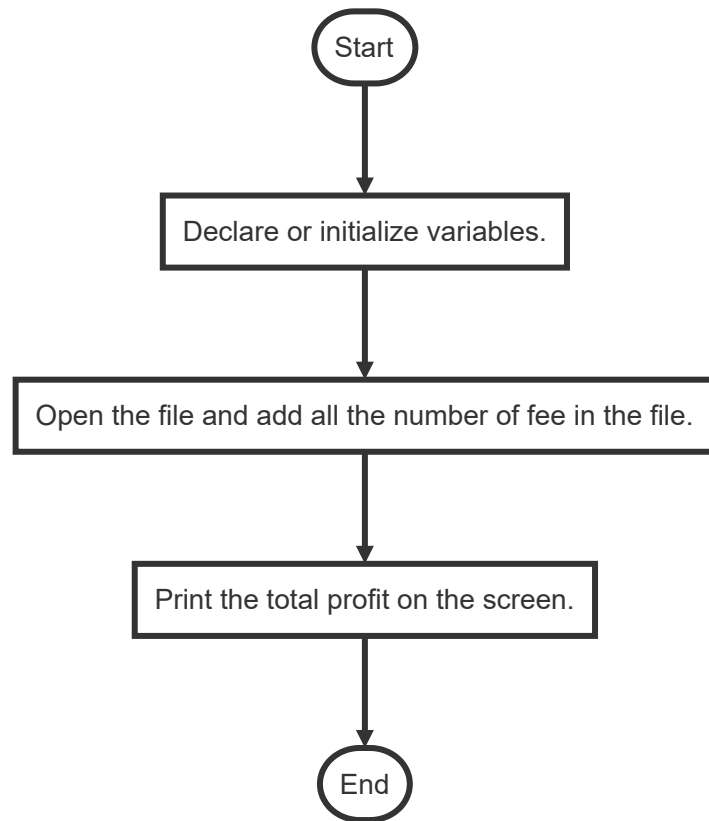 Start
Declare or initialize variables.
Open the file and add all the number of fee in the file.
Print the total profit on the screen.
End